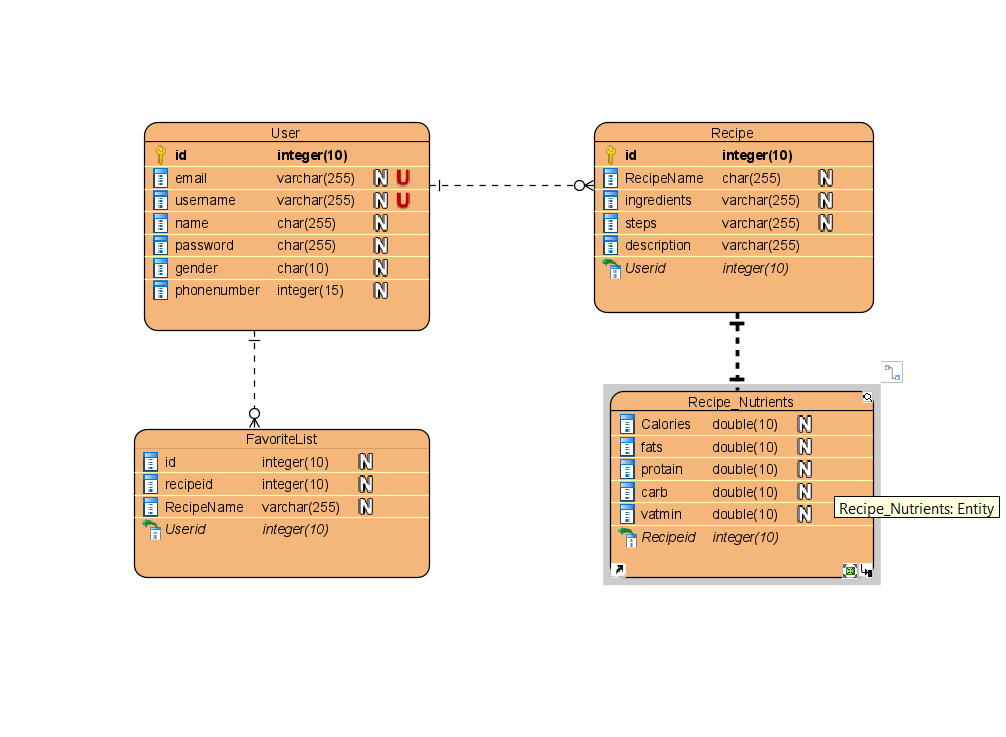 User
id integer(10)
email varchar(255) N U
username varchar(255) N U
name char(255) N
password char(255) N
gender char(10) N
phonenumber integer(15) N
Recipe
id integer(10)
RecipeName char(255) N
ingredients varchar(255) N
steps varchar(255) N
description varchar(255)
Userid integer(10)
FavoriteList
id integer(10) N
recipeid integer(10) N
RecipeName varchar(255) N
Userid integer(10)
Recipe_Nutrients
Calories double(10) N
fats double(10) N
protain double(10) N
carb double(10) N
vatmin double(10) N
Recipeid integer(10)
Recipe_Nutrients: Entity